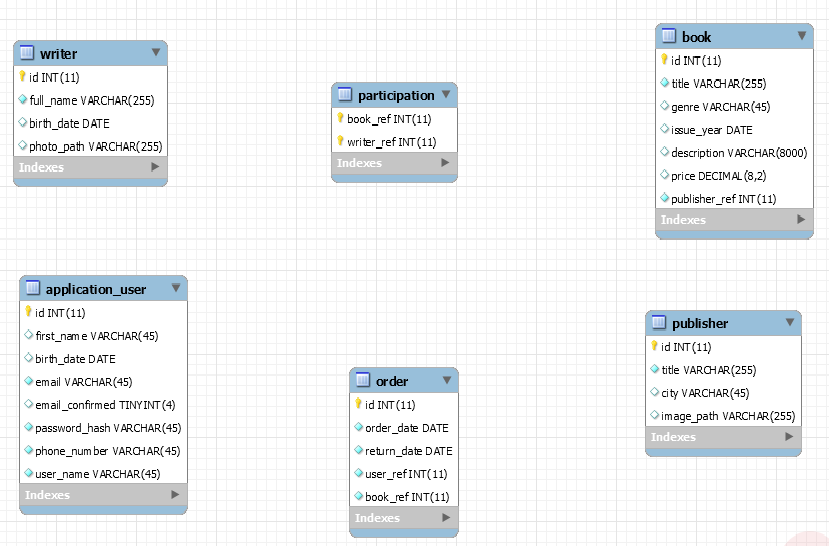 writer
id INT(11)
full_name VARCHAR(255)
birth_date DATE
photo_path VARCHAR(255)
Indexes
participation
book_ref INT(11)
writer_ref INT(11)
Indexes
book
id INT(11)
title VARCHAR(255)
genre VARCHAR(45)
issue_year DATE
description VARCHAR(8000)
price DECIMAL(8,2)
publisher_ref INT(11)
Indexes
application_user
id INT(11)
first_name VARCHAR(45)
birth_date DATE
email VARCHAR(45)
email_confirmed TINYINT(4)
password_hash VARCHAR(45)
phone_number VARCHAR(45)
user_name VARCHAR(45)
Indexes
order
id INT(11)
order_date DATE
return_date DATE
user_ref INT(11)
book_ref INT(11)
Indexes
publisher
id INT(11)
title VARCHAR(255)
city VARCHAR(45)
image_path VARCHAR(255)
Indexes